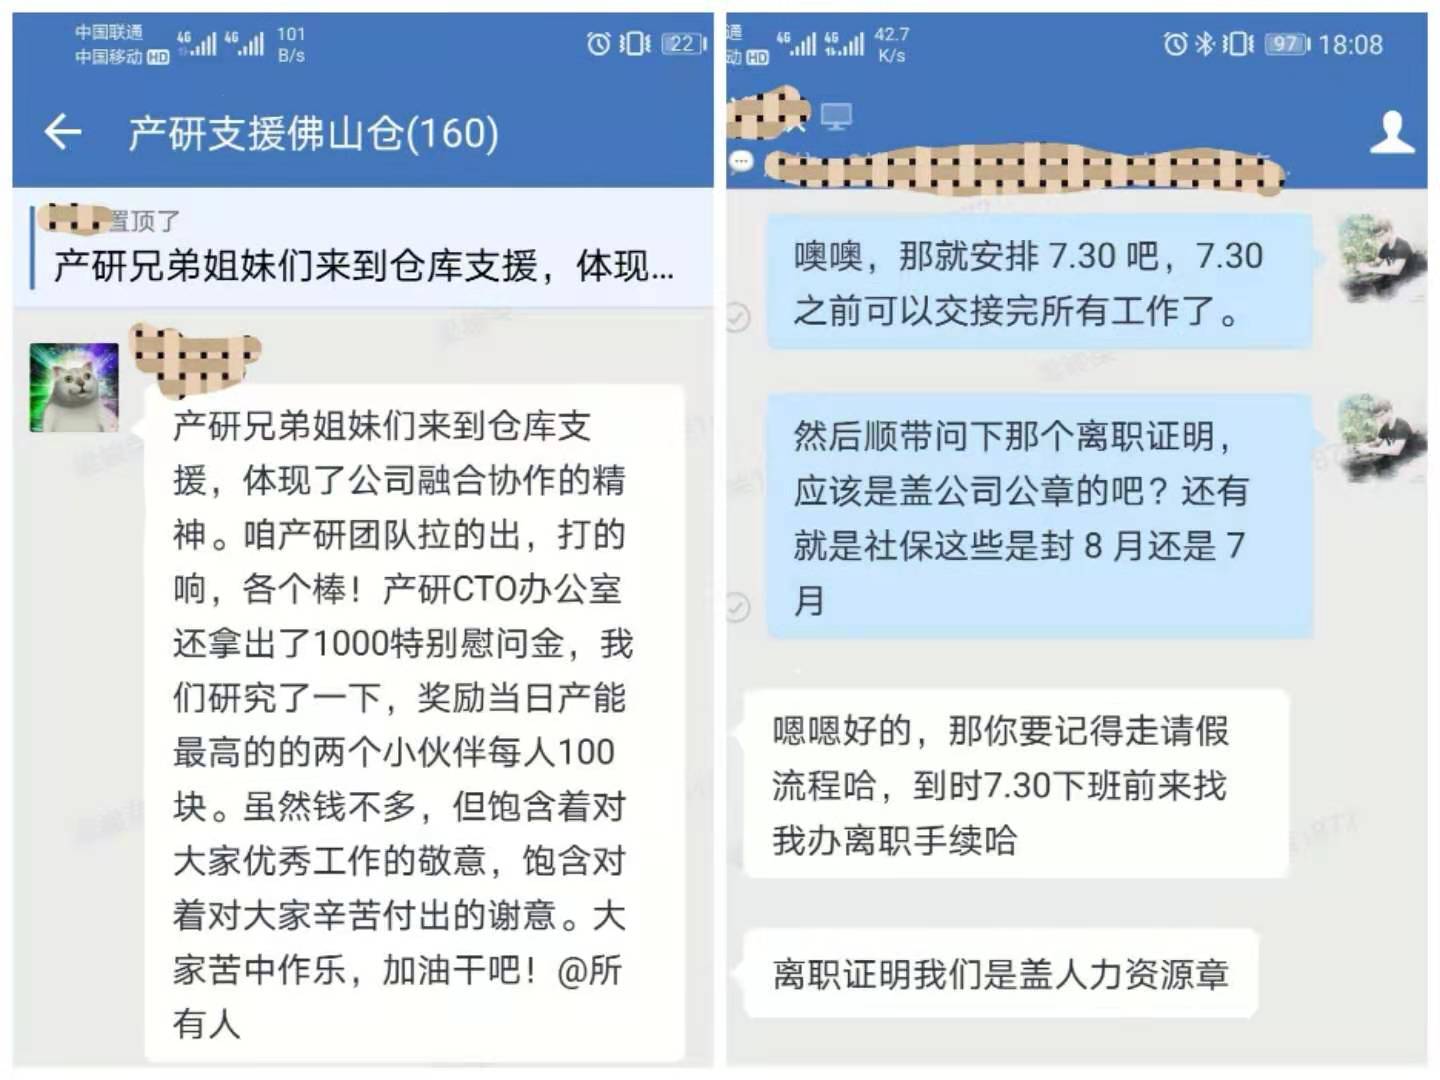 中国联通
中国移动HD
4G
4G
101
B/s
22
产研支援佛山仓(160)
置顶了
产研兄弟姐妹们来到仓库支援，体现...
产研兄弟姐妹们来到仓库支
援，体现了公司融合协作的精
神。咱产研团队拉的出，打的
响，各个棒！产研CTO办公室
还拿出了1000特别慰问金，我
们研究了一下，奖励当日产能
最高的的两个小伙伴每人100
块。虽然钱不多，但饱含着对
大家优秀工作的敬意，饱含对
着对大家辛苦付出的谢意。大
家苦中作乐，加油干吧！@所
有人
通
动HD
4G
4G
42.7
K/s
97
18:08
噢噢，那就安排 7.30 吧，7.30
之前可以交接完所有工作了。
然后顺带问下那个离职证明，
应该是盖公司公章的吧？还有
就是社保这些是封 8 月还是 7
月
嗯嗯好的，那你要记得走请假
流程哈，到时7.30下班前来找
我办离职手续哈
离职证明我们是盖人力资源章